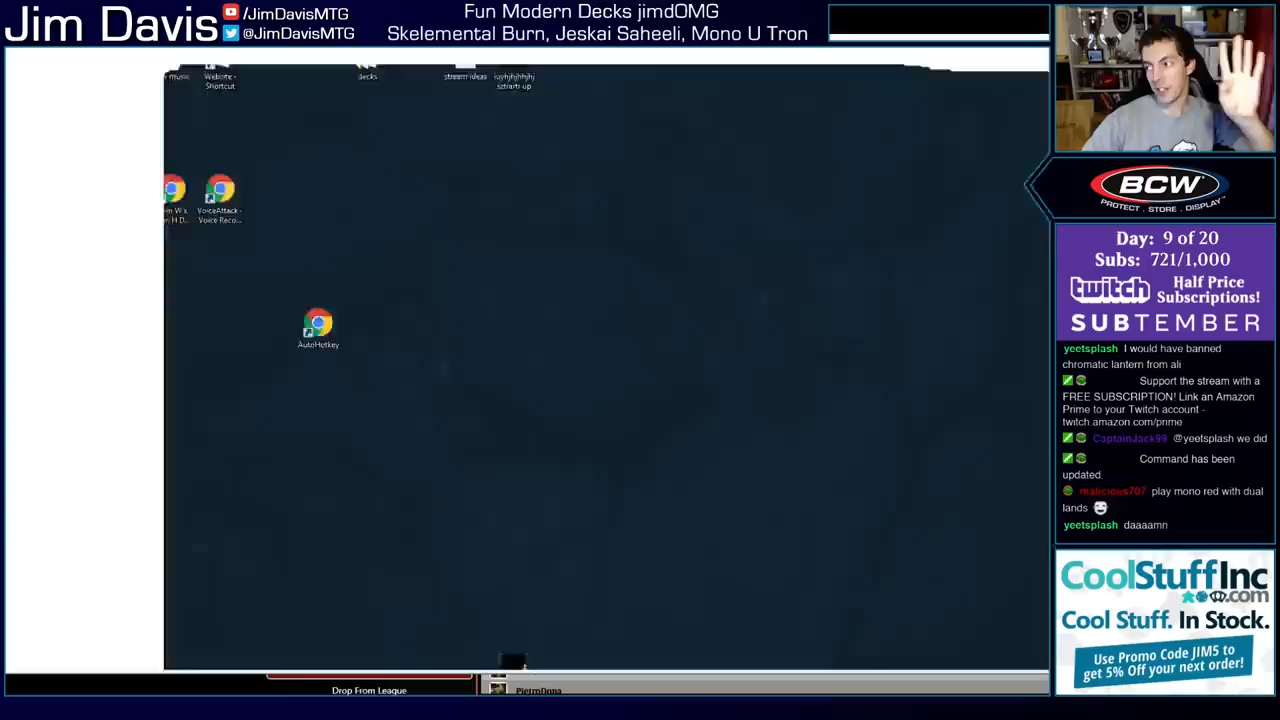 Jim Davis
/JimDavisMTG
@JimDavisMTG
Fun Modern Decks jimdOMG
Skelemental Burn, Jeskai Saheeli, Mono U Tron
Website -
Shortcut
decks
stream ideas
VoiceAttack -
Voice Reco...
AutoHotkey
Drop From League
PietroDona
BCW
PROTECT . STORE . DISPLAY
Day: 9 of 20
Subs: 721/1,000
twitch Half Price
Subscriptions!
SUBTEMBER
yeetsplash I would have banned
chromatic lantern from ali
Support the stream with a
FREE SUBSCRIPTION! Link an Amazon
Prime to your Twitch account -
twitch.amazon.com/prime
CaptainJack99 @yeetsplash we did
Command has been
updated.
malicious707 play mono red with dual
lands
yeetsplash daaaamn
CoolStuffInc
.com
Cool Stuff. In Stock.
Use Promo Code JIM5 to
get 5% Off your next order!